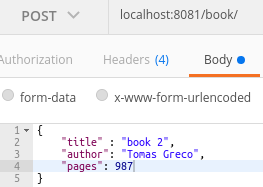 POST localhost:8081/book/
Authorization Headers (4) Body
form-data x-www-form-urlencoded
1 {
2 "title" : "book 2",
3 "author": "Tomas Greco",
4 "pages": 987
5 }